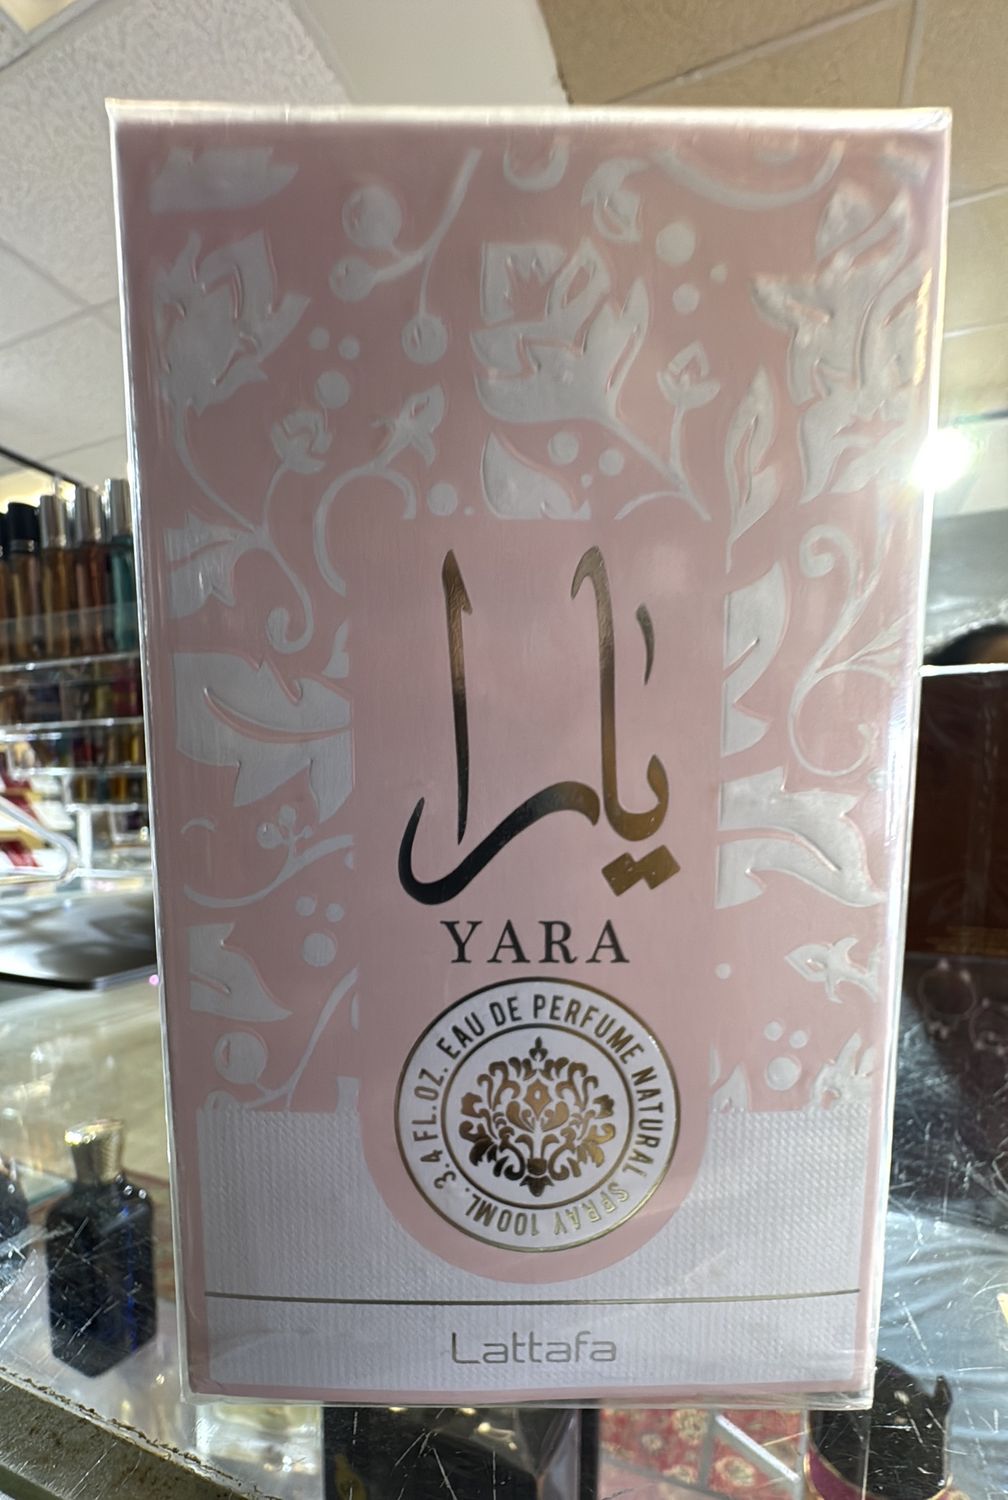 يارا
YARA
EAU DE PERFUME NATURAL SPRAY 100ML. 3.4 FL.OZ.
Lattafa